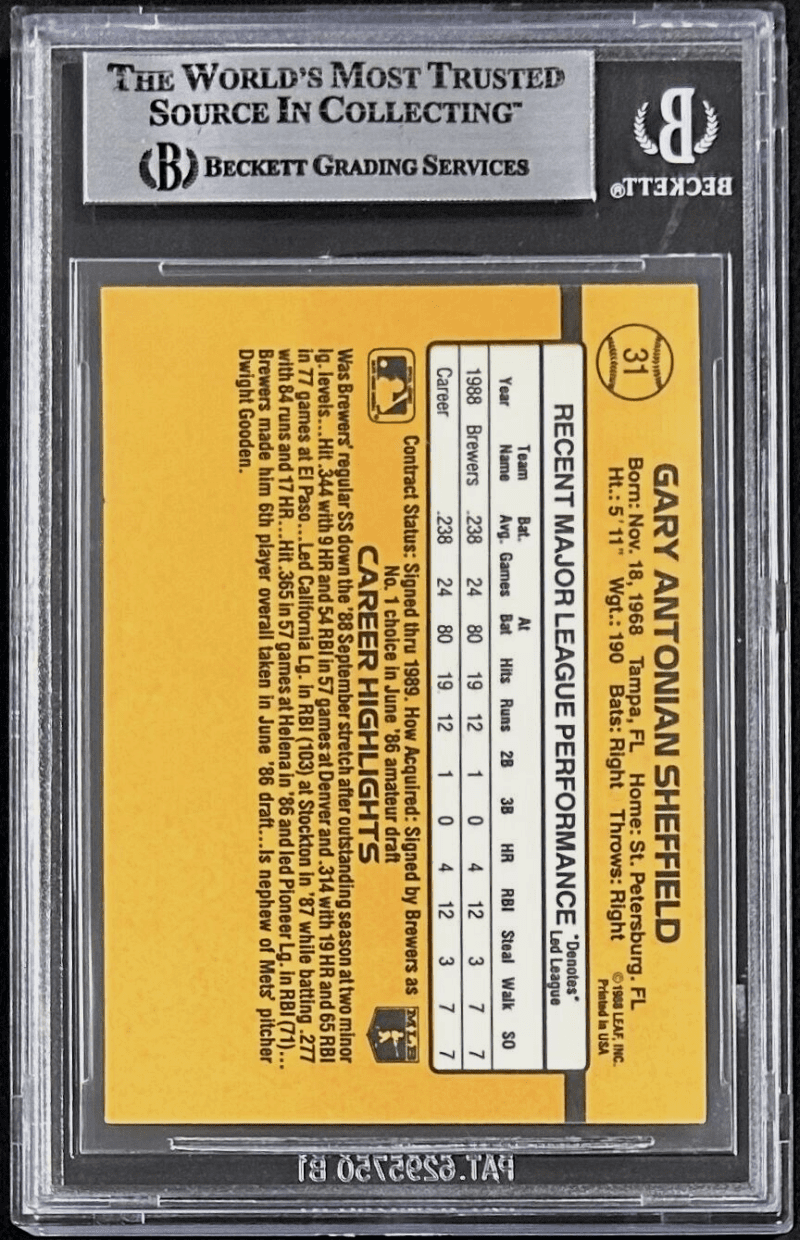 THE WORLD'S MOST TRUSTED
SOURCE IN COLLECTING™
B BECKETT GRADING SERVICES
B
BECKETT®
31
GARY ANTONIAN SHEFFIELD
Born: Nov. 18, 1968 Tampa, FL Home: St. Petersburg, FL
Ht.: 5'11" Wgt.: 190 Bats: Right Throws: Right
©1988 LEAF, INC.
Printed in USA
RECENT MAJOR LEAGUE PERFORMANCE
*Denotes*
Led League
Year Team Name Bat. Avg. Games At Bat Hits Runs 2B 3B HR RBI Steal Walk SO
1988 Brewers .238 24 80 19 12 1 0 4 12 3 7 7
Career .238 24 80 19 12 1 0 4 12 3 7 7
Contract Status: Signed thru 1989. How Acquired: Signed by Brewers as
No. 1 choice in June '86 amateur draft
MLB
CAREER HIGHLIGHTS
Was Brewers' regular SS down the '88 September stretch after outstanding season at two minor
lg. levels...Hit .344 with 9 HR and 54 RBI in 57 games at Denver and .314 with 19 HR and 65 RBI
in 77 games at El Paso...Led California Lg. in RBI (103) at Stockton in '87 while batting .277
with 84 runs and 17 HR...Hit .365 in 57 games at Helena in '86 and led Pioneer Lg. in RBI (71)...
Brewers made him 6th player overall taken in June '86 draft...Is nephew of Mets' pitcher
Dwight Gooden.
PAT.6295750 B1